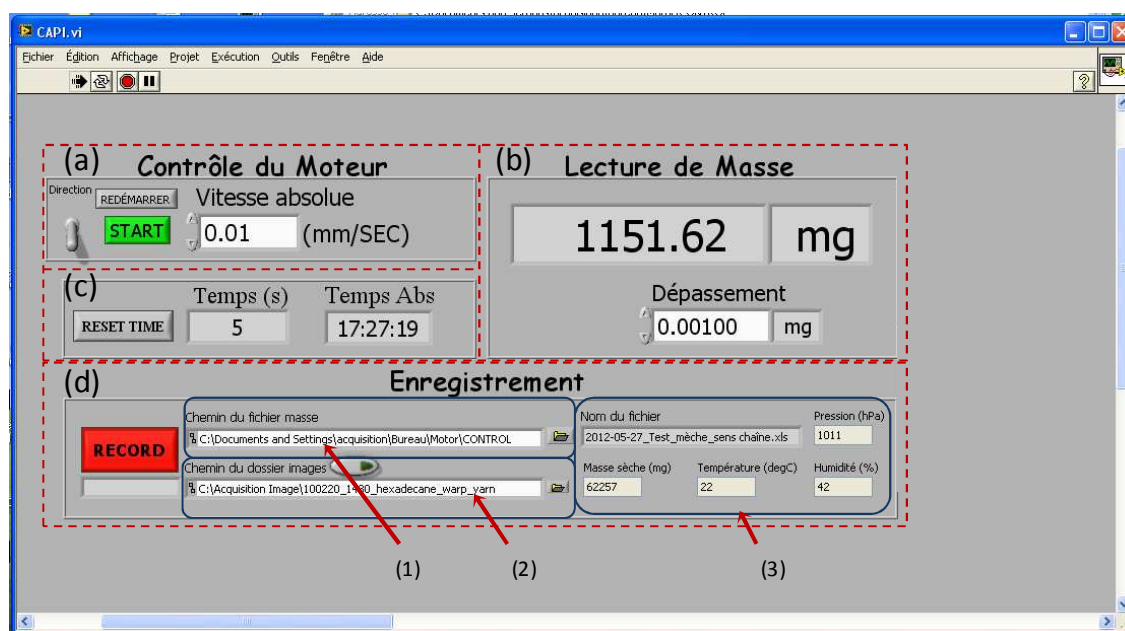 CAPI.vi
Fichier Édition Affichage Projet Exécution Outils Fenêtre Aide
(a) Contrôle du Moteur
Direction
REDÉMARRER
Vitesse absolue
START
0.01 (mm/SEC)
(b) Lecture de Masse
1151.62 mg
Dépassement
0.00100 mg
(c)
Temps (s) Temps Abs
RESET TIME 5 17:27:19
(d) Enregistrement
RECORD
Chemin du fichier masse
C:\Documents and Settings\acquisition\Bureau\Motor\CONTROL
Chemin du dossier images
C:\Acquisition Image\100220_1430_hexadecane_warp_yarn
Nom du fichier Pression (hPa)
2012-05-27_Test_mèche_sens chaîne.xls 1011
Masse sèche (mg) Température (degC) Humidité (%)
62257 22 42
(1) (2) (3)